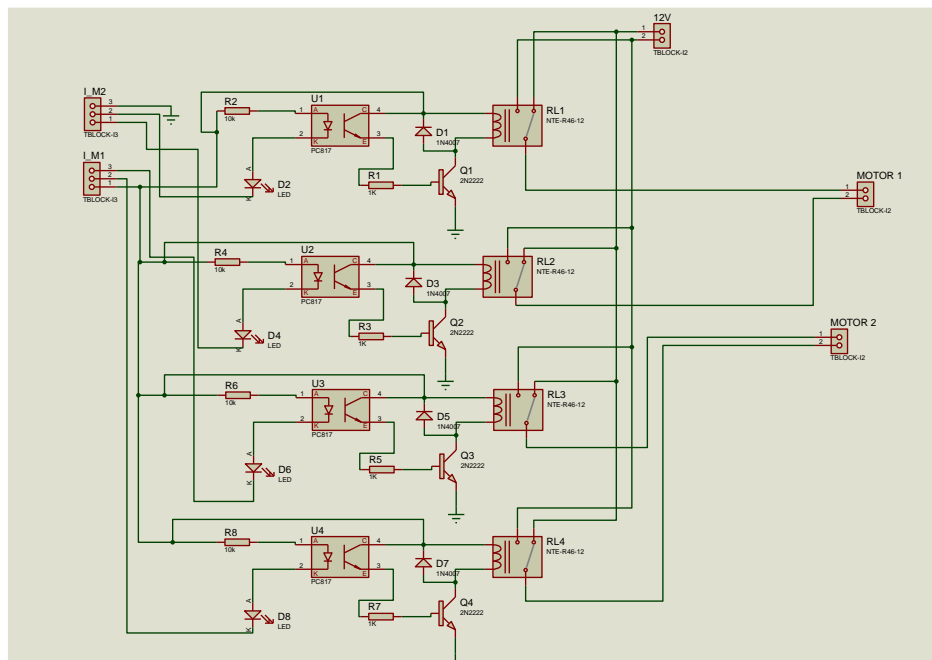 12V
1
2
TBLOCK-I2
I_M2
3
2
1
TBLOCK-I3
R2
10k
U1
1
A
C
4
2
K
E
3
PC817
D1
1N4007
RL1
NTE-R46-12
I_M1
3
2
1
TBLOCK-I3
A
D2
LED
K
R1
1K
Q1
2N2222
MOTOR 1
1
2
TBLOCK-I2
R4
10k
U2
1
A
C
4
2
K
E
3
PC817
D3
1N4007
RL2
NTE-R46-12
A
D4
LED
K
R3
1K
Q2
2N2222
MOTOR 2
1
2
TBLOCK-I2
R6
10k
U3
1
A
C
4
2
K
E
3
PC817
D5
1N4007
RL3
NTE-R46-12
A
D6
LED
K
R5
1K
Q3
2N2222
R8
10k
U4
1
A
C
4
2
K
E
3
PC817
D7
1N4007
RL4
NTE-R46-12
A
D8
LED
K
R7
1K
Q4
2N2222